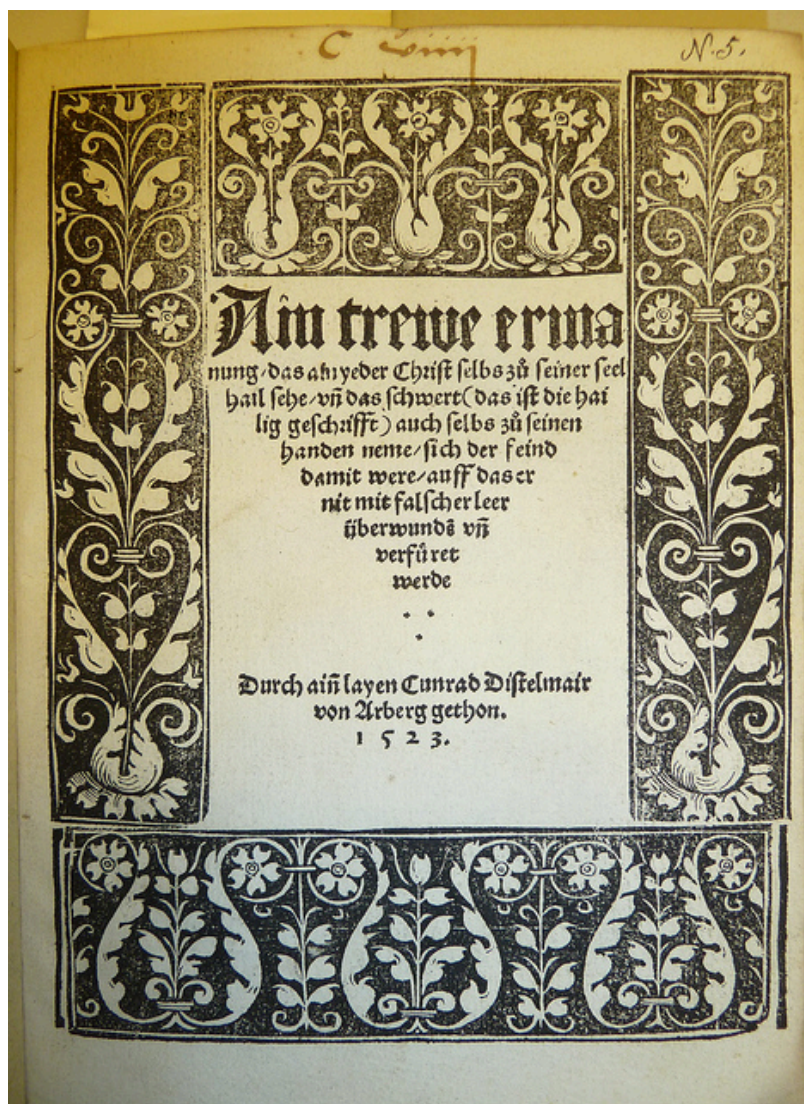 N. 5.
Ain trewe erma
nung/das ain yeder Christ selbs zů seiner seel
hail sehe/vñ das schwert(das ist die hai
lig geschrifft) auch selbs zů seinen
handen neme/sich der feind
damit were/auff das er
nit mit falscher leer
überwundẽ vñ
verfůret
werde
Durch aiñ layen Cunrad Distelmair
von Arberg gethon.
1523.